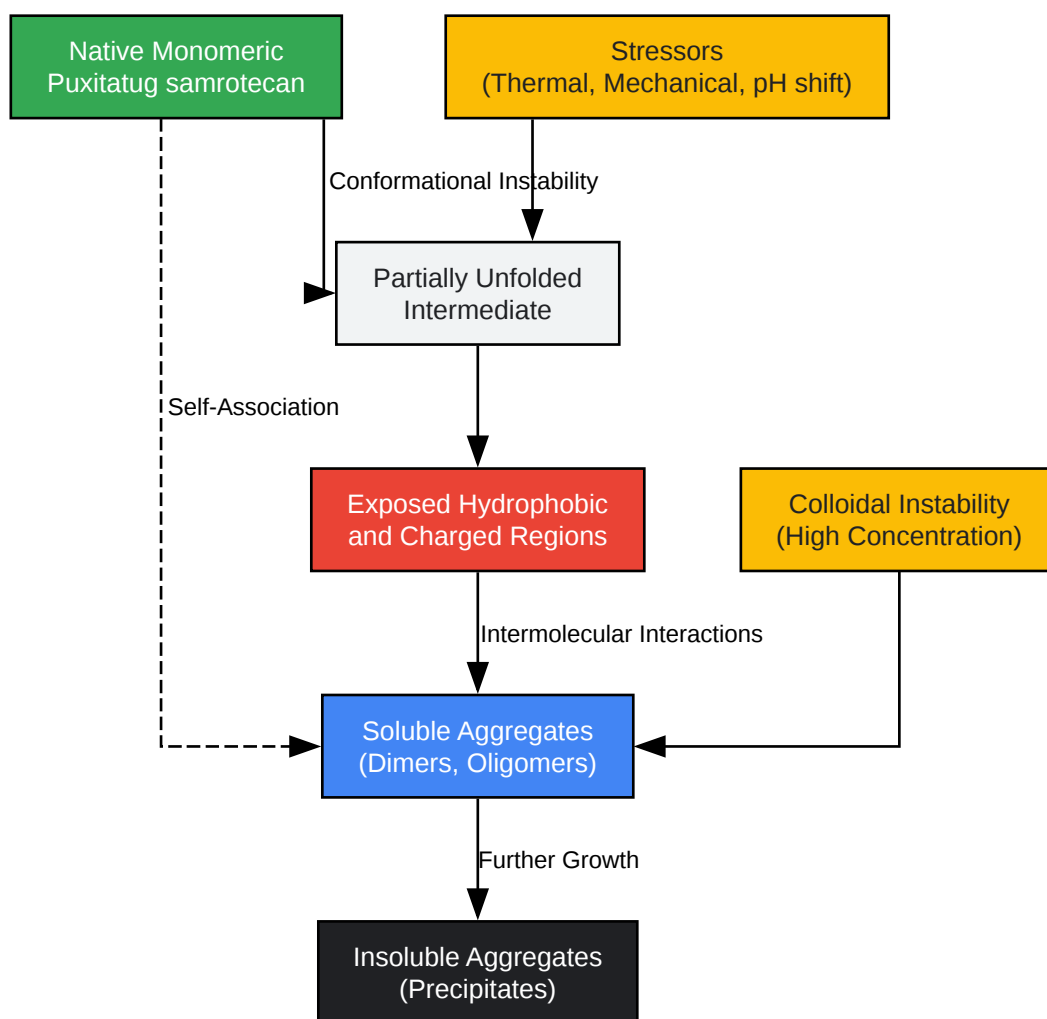 Native Monomeric
Puxitatug samrotecan
Stressors
(Thermal, Mechanical, pH shift)
Conformational Instability
Partially Unfolded
Intermediate
Self-Association
Exposed Hydrophobic
and Charged Regions
Colloidal Instability
(High Concentration)
Intermolecular Interactions
Soluble Aggregates
(Dimers, Oligomers)
Further Growth
Insoluble Aggregates
(Precipitates)